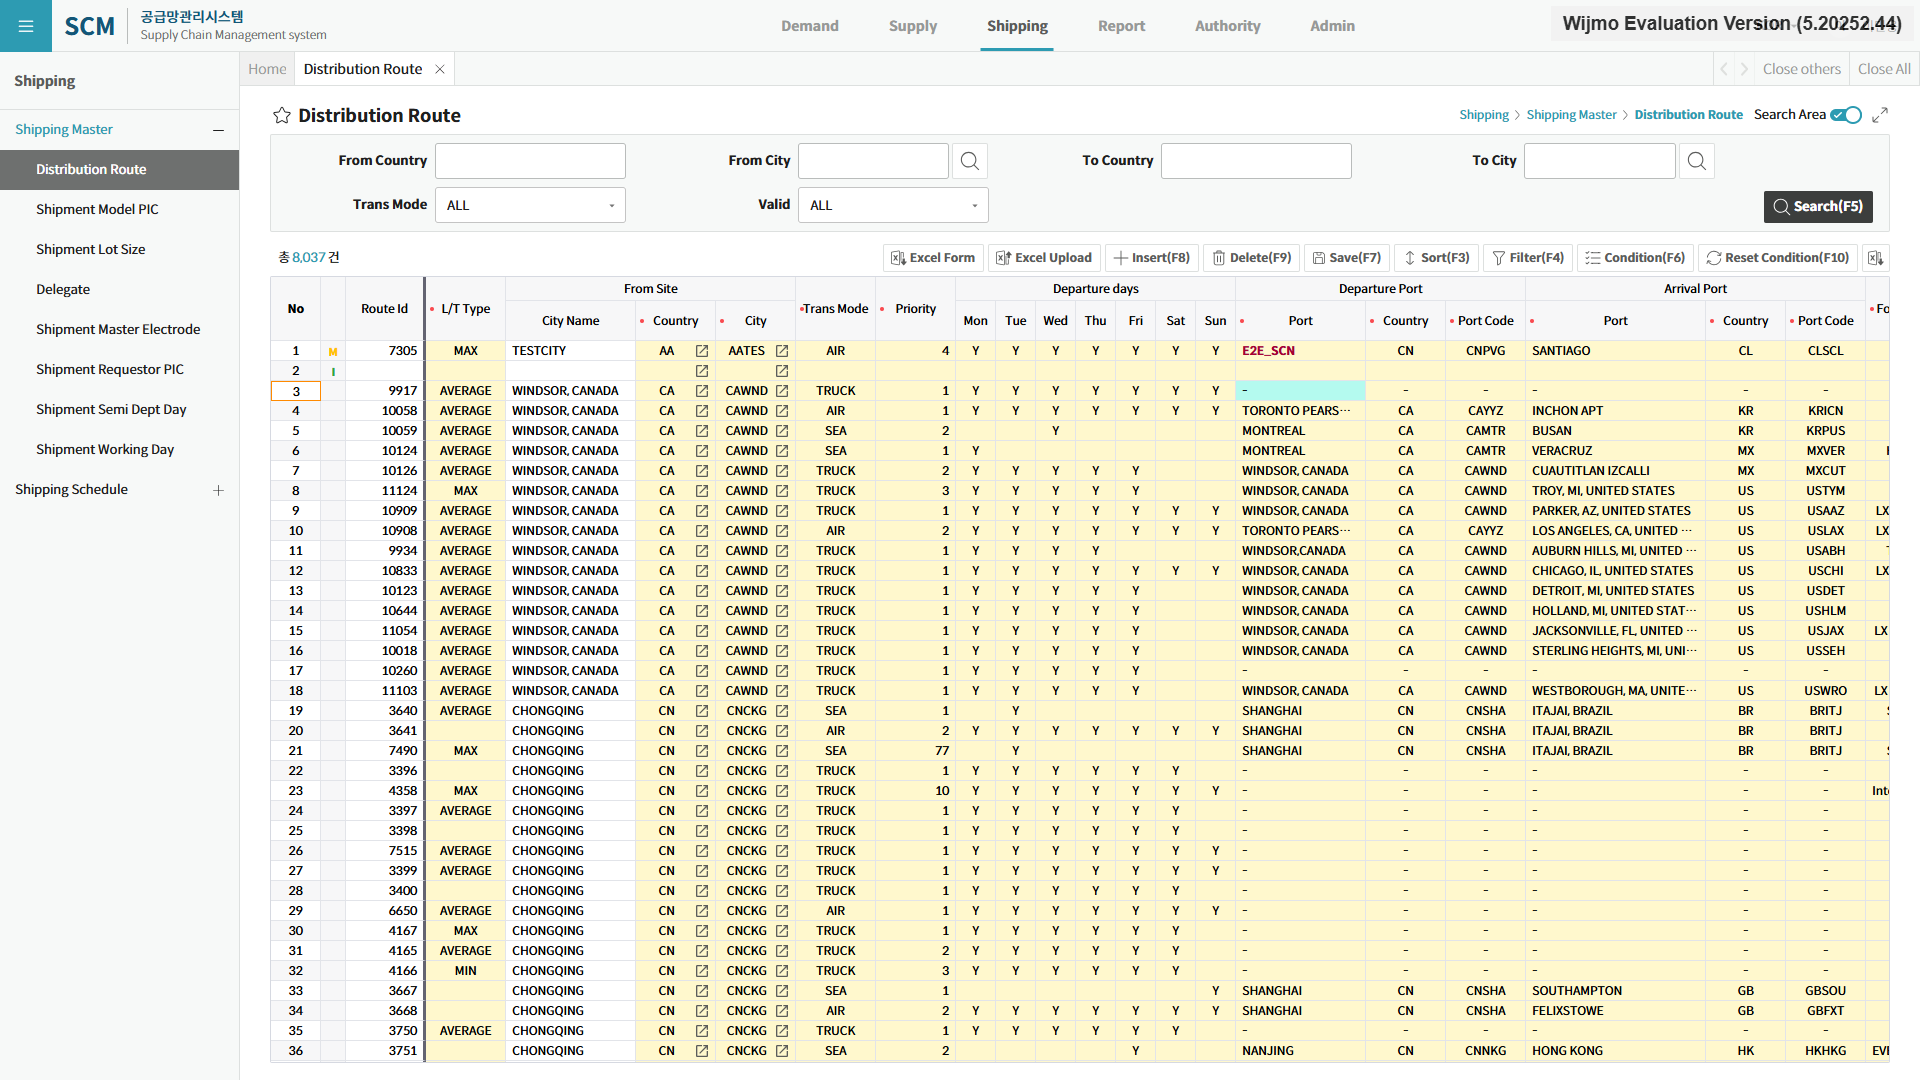 SCM 공급망관리시스템 Supply Chain Management system
Demand Supply Shipping Report Authority Admin
Wijmo Evaluation Version (5.20252.44)
Shipping
Home Distribution Route Close others Close All
Shipping Master
Distribution Route
Shipment Model PIC
Shipment Lot Size
Delegate
Shipment Master Electrode
Shipment Requestor PIC
Shipment Semi Dept Day
Shipment Working Day
Shipping Schedule
Distribution Route
Shipping > Shipping Master > Distribution Route Search Area
From Country From City To Country To City
Trans Mode ALL Valid ALL Search(F5)
총 8,037 건 Excel Form Excel Upload Insert(F8) Delete(F9) Save(F7) Sort(F3) Filter(F4) Condition(F6) Reset Condition(F10)
No Route Id L/T Type From Site Trans Mode Priority Departure days Departure Port Arrival Port Fo
City Name Country City Mon Tue Wed Thu Fri Sat Sun Port Country Port Code Port Country Port Code
1 M 7305 MAX TESTCITY AA AATES AIR 4 Y Y Y Y Y Y Y E2E_SCN CN CNPVG SANTIAGO CL CLSCL
2 I
3 9917 AVERAGE WINDSOR, CANADA CA CAWND TRUCK 1 Y Y Y Y Y Y Y - - - - - -
4 10058 AVERAGE WINDSOR, CANADA CA CAWND AIR 1 Y Y Y Y Y Y Y TORONTO PEARS··· CA CAYYZ INCHON APT KR KRICN
5 10059 AVERAGE WINDSOR, CANADA CA CAWND SEA 2 Y MONTREAL CA CAMTR BUSAN KR KRPUS
6 10124 AVERAGE WINDSOR, CANADA CA CAWND SEA 1 Y MONTREAL CA CAMTR VERACRUZ MX MXVER
7 10126 AVERAGE WINDSOR, CANADA CA CAWND TRUCK 2 Y Y Y Y Y WINDSOR, CANADA CA CAWND CUAUTITLAN IZCALLI MX MXCUT
8 11124 MAX WINDSOR, CANADA CA CAWND TRUCK 3 Y Y Y Y Y WINDSOR, CANADA CA CAWND TROY, MI, UNITED STATES US USTYM
9 10909 AVERAGE WINDSOR, CANADA CA CAWND TRUCK 1 Y Y Y Y Y Y Y WINDSOR, CANADA CA CAWND PARKER, AZ, UNITED STATES US USAAZ LX
10 10908 AVERAGE WINDSOR, CANADA CA CAWND AIR 2 Y Y Y Y Y Y Y TORONTO PEARS··· CA CAYYZ LOS ANGELES, CA, UNITED ··· US USLAX LX
11 9934 AVERAGE WINDSOR, CANADA CA CAWND TRUCK 1 Y Y Y Y WINDSOR,CANADA CA CAWND AUBURN HILLS, MI, UNITED ··· US USABH
12 10833 AVERAGE WINDSOR, CANADA CA CAWND TRUCK 1 Y Y Y Y Y Y Y WINDSOR, CANADA CA CAWND CHICAGO, IL, UNITED STATES US USCHI LX
13 10123 AVERAGE WINDSOR, CANADA CA CAWND TRUCK 1 Y Y Y Y Y WINDSOR, CANADA CA CAWND DETROIT, MI, UNITED STATES US USDET
14 10644 AVERAGE WINDSOR, CANADA CA CAWND TRUCK 1 Y Y Y Y Y WINDSOR, CANADA CA CAWND HOLLAND, MI, UNITED STAT··· US USHLM
15 11054 AVERAGE WINDSOR, CANADA CA CAWND TRUCK 1 Y Y Y Y Y WINDSOR, CANADA CA CAWND JACKSONVILLE, FL, UNITED ··· US USJAX LX
16 10018 AVERAGE WINDSOR, CANADA CA CAWND TRUCK 1 Y Y Y Y Y WINDSOR, CANADA CA CAWND STERLING HEIGHTS, MI, UNI··· US USSEH
17 10260 AVERAGE WINDSOR, CANADA CA CAWND TRUCK 1 Y Y Y Y Y - - - - - -
18 11103 AVERAGE WINDSOR, CANADA CA CAWND TRUCK 1 Y Y Y Y Y WINDSOR, CANADA CA CAWND WESTBOROUGH, MA, UNITE··· US USWRO LX
19 3640 AVERAGE CHONGQING CN CNCKG SEA 1 Y SHANGHAI CN CNSHA ITAJAI, BRAZIL BR BRITJ
20 3641 CHONGQING CN CNCKG AIR 2 Y Y Y Y Y Y Y SHANGHAI CN CNSHA ITAJAI, BRAZIL BR BRITJ
21 7490 MAX CHONGQING CN CNCKG SEA 77 Y SHANGHAI CN CNSHA ITAJAI, BRAZIL BR BRITJ
22 3396 CHONGQING CN CNCKG TRUCK 1 Y Y Y Y Y Y - - - - - -
23 4358 MAX CHONGQING CN CNCKG TRUCK 10 Y Y Y Y Y Y Y - - - - - - Inte
24 3397 AVERAGE CHONGQING CN CNCKG TRUCK 1 Y Y Y Y Y Y - - - - - -
25 3398 CHONGQING CN CNCKG TRUCK 1 Y Y Y Y Y Y - - - - - -
26 7515 AVERAGE CHONGQING CN CNCKG TRUCK 1 Y Y Y Y Y Y Y - - - - - -
27 3399 AVERAGE CHONGQING CN CNCKG TRUCK 1 Y Y Y Y Y Y Y - - - - - -
28 3400 CHONGQING CN CNCKG TRUCK 1 Y Y Y Y Y Y - - - - - -
29 6650 AVERAGE CHONGQING CN CNCKG AIR 1 Y Y Y Y Y Y Y - - - - - -
30 4167 MAX CHONGQING CN CNCKG TRUCK 1 Y Y Y Y Y Y - - - - - -
31 4165 AVERAGE CHONGQING CN CNCKG TRUCK 2 Y Y Y Y Y Y - - - - - -
32 4166 MIN CHONGQING CN CNCKG TRUCK 3 Y Y Y Y Y Y - - - - - -
33 3667 CHONGQING CN CNCKG SEA 1 Y SHANGHAI CN CNSHA SOUTHAMPTON GB GBSOU
34 3668 CHONGQING CN CNCKG AIR 2 Y Y Y Y Y Y Y SHANGHAI CN CNSHA FELIXSTOWE GB GBFXT
35 3750 AVERAGE CHONGQING CN CNCKG TRUCK 1 Y Y Y Y Y Y - - - - - -
36 3751 CHONGQING CN CNCKG SEA 2 Y NANJING CN CNNKG HONG KONG HK HKHKG EVE